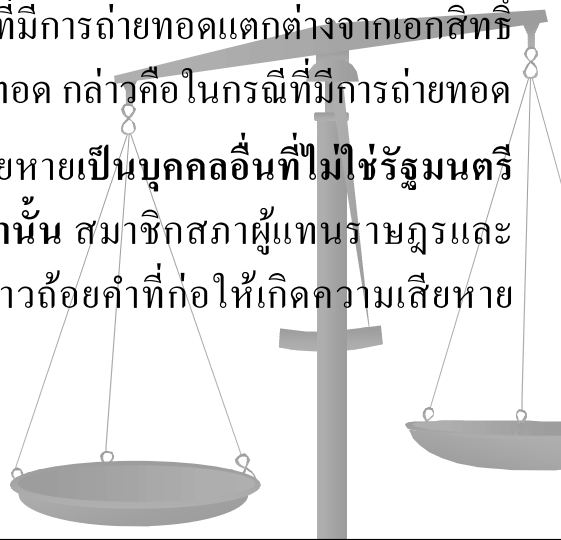 ที่มีการถ่ายทอดแตกต่างจากเอกสิทธิ์
ทอด กล่าวคือในกรณีที่มีการถ่ายทอด
ยหายเป็นบุคคลอื่นที่ไม่ใช่รัฐมนตรี
านั้น สมาชิกสภาผู้แทนราษฎรและ
าวถ้อยคำที่ก่อให้เกิดความเสียหาย